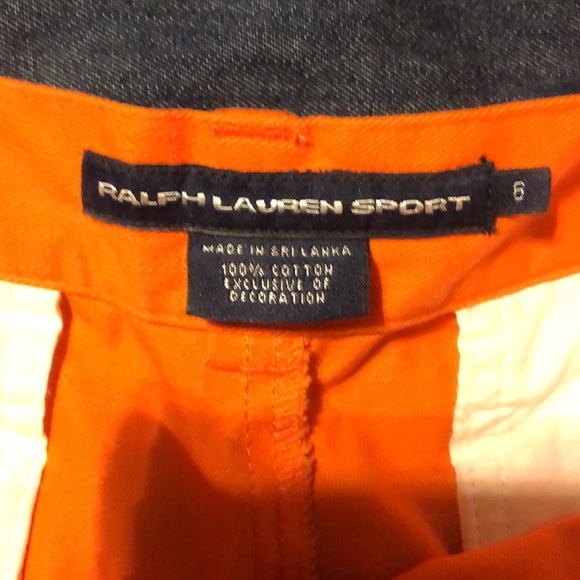 RALPH LAUREN SPORT
6
MADE IN SRI LANKA
100% COTTON
EXCLUSIVE OF
DECORATION